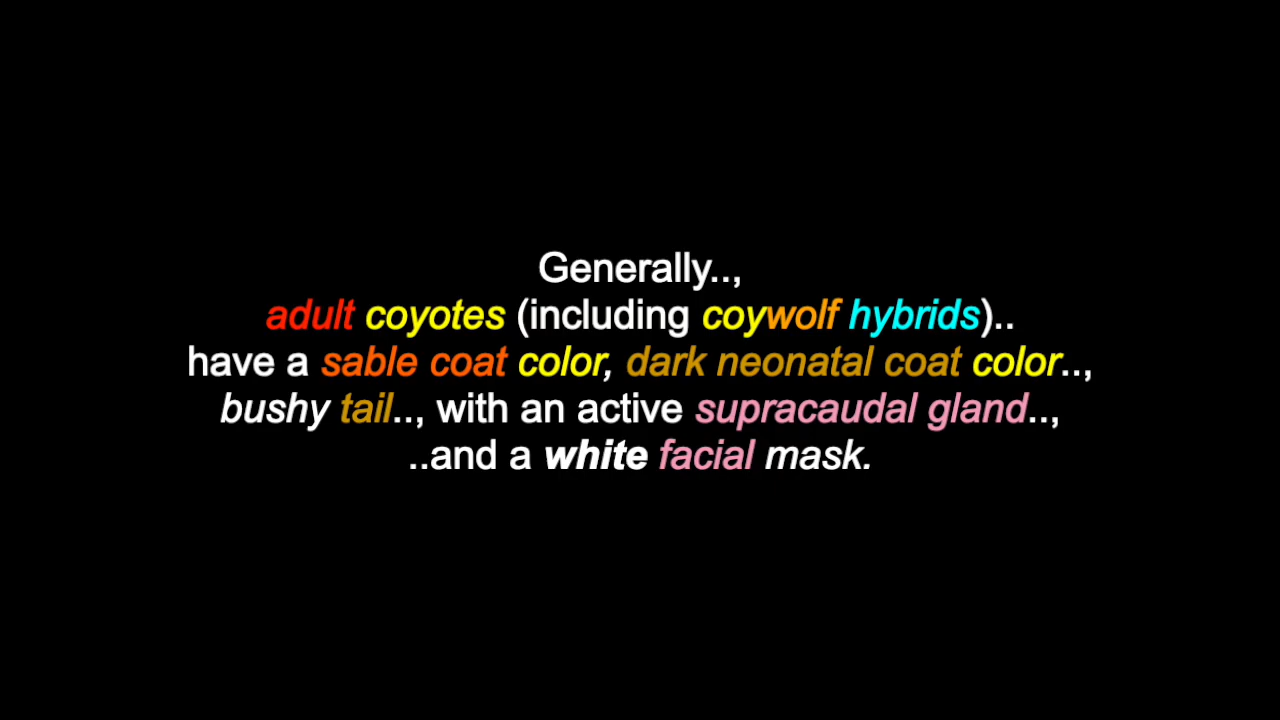 Generally..,
adult coyotes (including coywolf hybrids)..
have a sable coat color, dark neonatal coat color..,
bushy tail.., with an active supracaudal gland..,
..and a white facial mask.